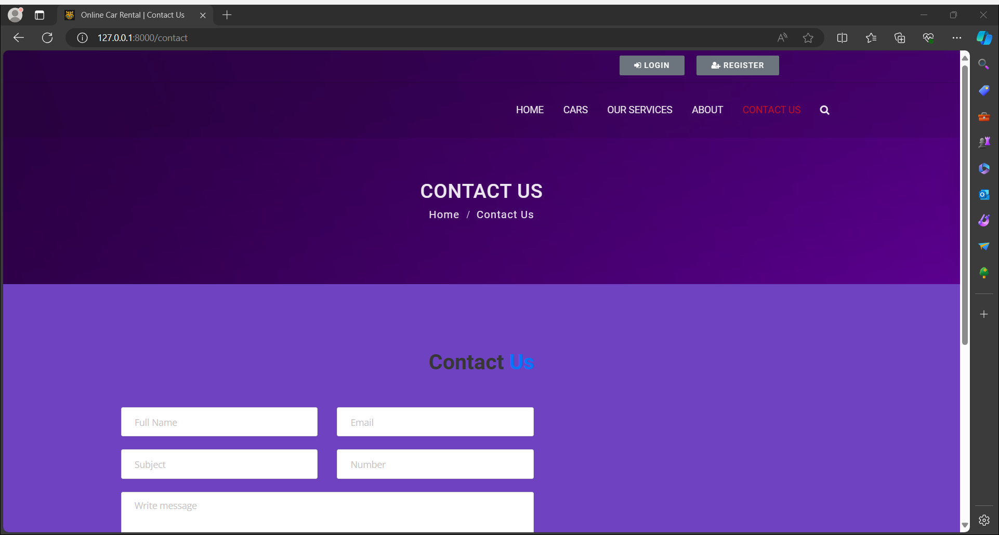 Online Car Rental | Contact Us
127.0.0.1:8000/contact
LOGIN REGISTER
HOME CARS OUR SERVICES ABOUT CONTACT US
CONTACT US
Home / Contact Us
Contact Us
Full Name Email
Subject Number
Write message